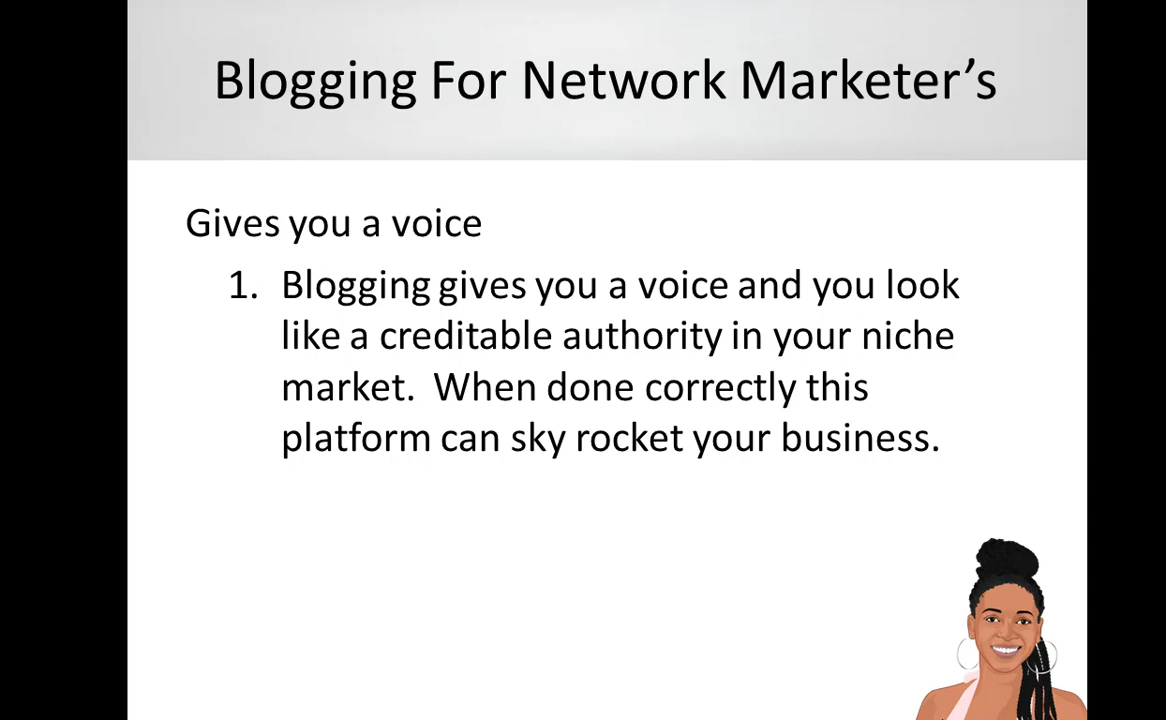 Blogging For Network Marketer’s
Gives you a voice
1. Blogging gives you a voice and you look
like a creditable authority in your niche
market.  When done correctly this
platform can sky rocket your business.